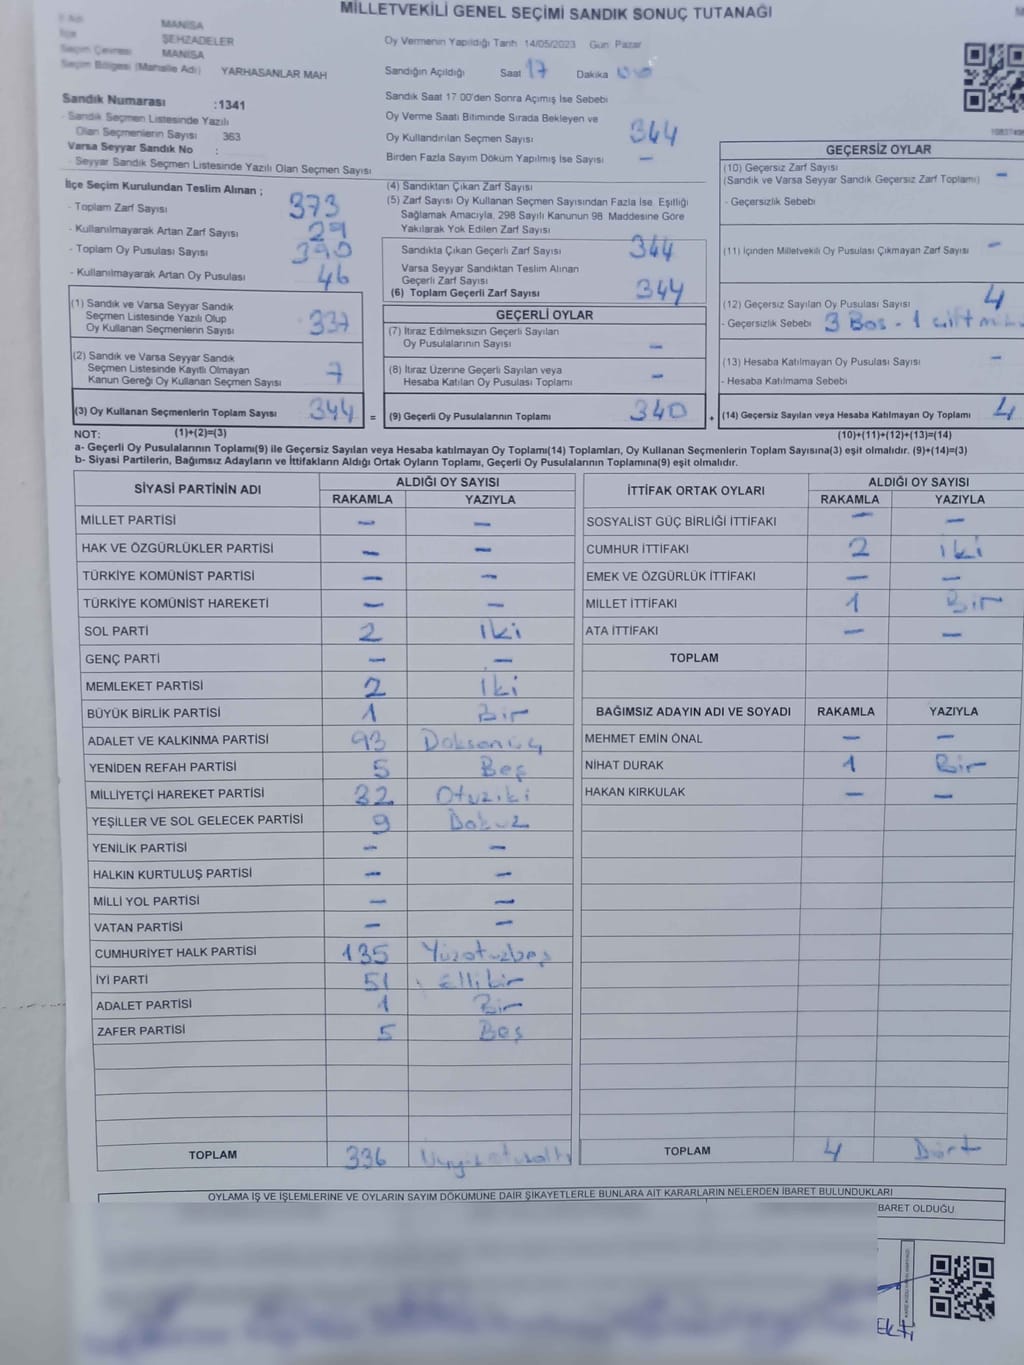 MİLLETVEKİLİ GENEL SEÇİMİ SANDIK SONUÇ TUTANAĞI
İli MANİSA
İlçe ŞEHZADELER
Seçim Çevresi MANİSA
Seçim Bölgesi (Mahalle Adı) YARHASANLAR MAH
Oy Vermenin Yapıldığı Tarih 14/05/2023 Gun Pazar
Sandığın Açıldığı Saat 17 Dakika
Sandık Saat 17.00'den Sonra Açımış İse Sebebi
Oy Verme Saati Bitiminde Sırada Bekleyen ve
Oy Kullandırılan Seçmen Sayısı 344
Birden Fazla Sayım Döküm Yapılmış İse Sayısı –
Sandık Numarası :1341
- Sandık Seçmen Listesinde Yazılı
Olan Seçmenlerin Sayısı 363
Varsa Seyyar Sandık No :
- Seyyar Sandık Seçmen Listesinde Yazılı Olan Seçmen Sayısı
İlçe Seçim Kurulundan Teslim Alınan ;
- Toplam Zarf Sayısı 373
- Kullanılmayarak Artan Zarf Sayısı 29
- Toplam Oy Pusulası Sayısı 390
- Kullanılmayarak Artan Oy Pusulası 46
(1) Sandık ve Varsa Seyyar Sandık
Seçmen Listesinde Yazılı Olup
Oy Kullanan Seçmenlerin Sayısı 337
(2) Sandık ve Varsa Seyyar Sandık
Seçmen Listesinde Kayıtlı Olmayan
Kanun Gereği Oy Kullanan Seçmen Sayısı 7
(3) Oy Kullanan Seçmenlerin Toplam Sayısı 344 =
(4) Sandıktan Çıkan Zarf Sayısı
(5) Zarf Sayısı Oy Kullanan Seçmen Sayısından Fazla İse, Eşitliği
Sağlamak Amacıyla, 298 Sayılı Kanunun 98. Maddesine Göre
Yakılarak Yok Edilen Zarf Sayısı
Sandıkta Çıkan Geçerli Zarf Sayısı 344
Varsa Seyyar Sandıktan Teslim Alınan
Geçerli Zarf Sayısı
(6) Toplam Geçerli Zarf Sayısı 344
GEÇERLİ OYLAR
(7) İtiraz Edilmeksizin Geçerli Sayılan
Oy Pusulalarının Sayısı –
(8) İtiraz Üzerine Geçerli Sayılan veya
Hesaba Katılan Oy Pusulası Toplamı –
(9) Geçerli Oy Pusulalarının Toplamı 340 +
GEÇERSİZ OYLAR
(10) Geçersiz Zarf Sayısı –
(Sandık ve Varsa Seyyar Sandık Geçersiz Zarf Toplamı)
- Geçersizlik Sebebi
(11) İçinden Milletvekili Oy Pusulası Çıkmayan Zarf Sayısı –
(12) Geçersiz Sayılan Oy Pusulası Sayısı 4
- Geçersizlik Sebebi 3 Bos - 1
(13) Hesaba Katılmayan Oy Pusulası Sayısı –
- Hesaba Katılmama Sebebi
(14) Geçersiz Sayılan veya Hesaba Katılmayan Oy Toplamı 4
NOT: (1)+(2)=(3) (10)+(11)+(12)+(13)=(14)
a- Geçerli Oy Pusulalarının Toplamı(9) ile Geçersiz Sayılan veya Hesaba katılmayan Oy Toplamı(14) Toplamları, Oy Kullanan Seçmenlerin Toplam Sayısına(3) eşit olmalıdır. (9)+(14)=(3)
b- Siyasi Partilerin, Bağımsız Adayların ve İttifakların Aldığı Ortak Oyların Toplamı, Geçerli Oy Pusulalarının Toplamına(9) eşit olmalıdır.
SİYASİ PARTİNİN ADI ALDIĞI OY SAYISI
RAKAMLA YAZIYLA
MİLLET PARTİSİ – –
HAK VE ÖZGÜRLÜKLER PARTİSİ – –
TÜRKİYE KOMÜNİST PARTİSİ – –
TÜRKİYE KOMÜNİST HAREKETİ – –
SOL PARTİ 2 iki
GENÇ PARTİ – –
MEMLEKET PARTİSİ 2 iki
BÜYÜK BİRLİK PARTİSİ 1 Bir
ADALET VE KALKINMA PARTİSİ 93 Doksanüç
YENİDEN REFAH PARTİSİ 5 Beş
MİLLİYETÇİ HAREKET PARTİSİ 32 Otuziki
YEŞİLLER VE SOL GELECEK PARTİSİ 9 Dokuz
YENİLİK PARTİSİ – –
HALKIN KURTULUŞ PARTİSİ – –
MİLLİ YOL PARTİSİ – –
VATAN PARTİSİ – –
CUMHURİYET HALK PARTİSİ 135 Yüzotuzbeş
İYİ PARTİ 51 Ellibir
ADALET PARTİSİ 1 Bir
ZAFER PARTİSİ 5 Beş
TOPLAM 336
İTTİFAK ORTAK OYLARI ALDIĞI OY SAYISI
RAKAMLA YAZIYLA
SOSYALİST GÜÇ BİRLİĞİ İTTİFAKI – –
CUMHUR İTTİFAKI 2 iki
EMEK VE ÖZGÜRLÜK İTTİFAKI – –
MİLLET İTTİFAKI 1 Bir
ATA İTTİFAKI – –
TOPLAM
BAĞIMSIZ ADAYIN ADI VE SOYADI RAKAMLA YAZIYLA
MEHMET EMİN ÖNAL – –
NİHAT DURAK 1 Bir
HAKAN KIRKULAK – –
TOPLAM 4 Dört
OYLAMA İŞ VE İŞLEMLERİNE VE OYLARIN SAYIM DÖKÜMÜNE DAİR ŞİKAYETLERLE BUNLARA AİT KARARLARIN NELERDEN İBARET BULUNDUKLARI
BARET OLDUĞU